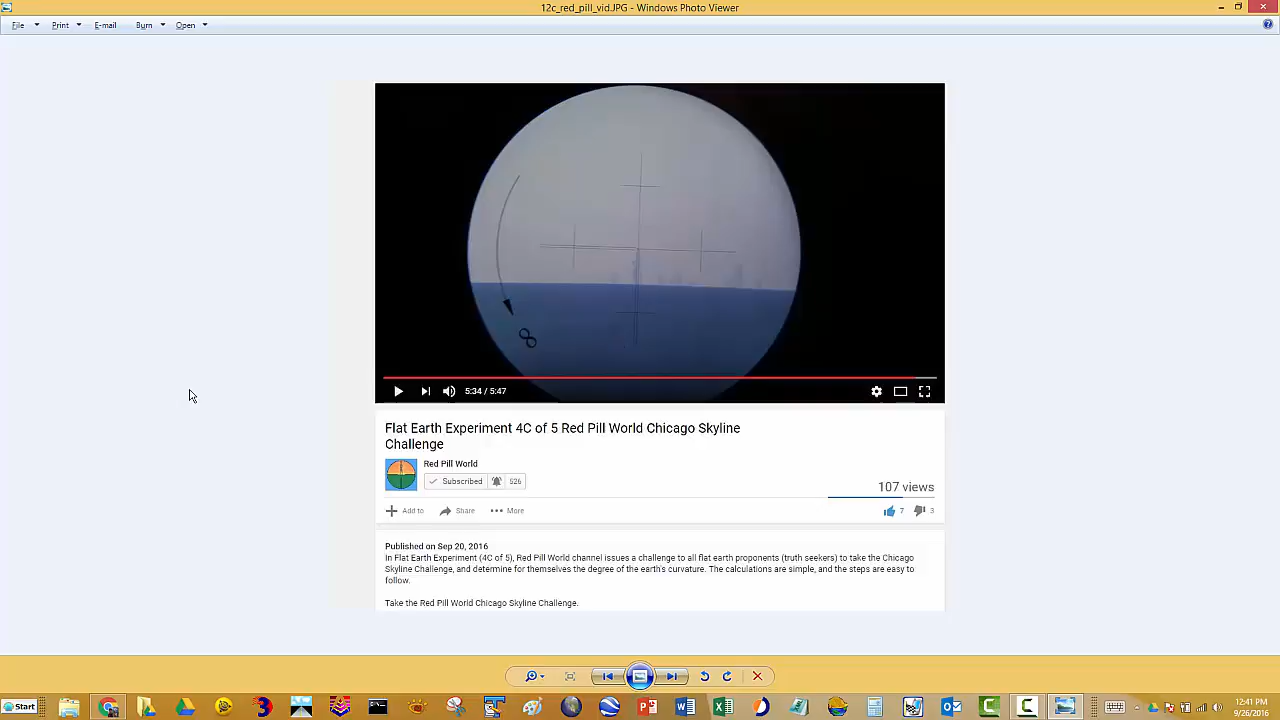 12c_red_pill_vid.JPG - Windows Photo Viewer
File Print E-mail Burn Open
8
5:34 / 5:47
Flat Earth Experiment 4C of 5 Red Pill World Chicago Skyline
Challenge
Red Pill World
Subscribed 526
107 views
Add to Share More 7 3
Published on Sep 20, 2016
In Flat Earth Experiment (4C of 5), Red Pill World channel issues a challenge to all flat earth proponents (truth seekers) to take the Chicago
Skyline Challenge, and determine for themselves the degree of the earth's curvature. The calculations are simple, and the steps are easy to
follow.
Take the Red Pill World Chicago Skyline Challenge.
Start
12:41 PM
9/26/2016